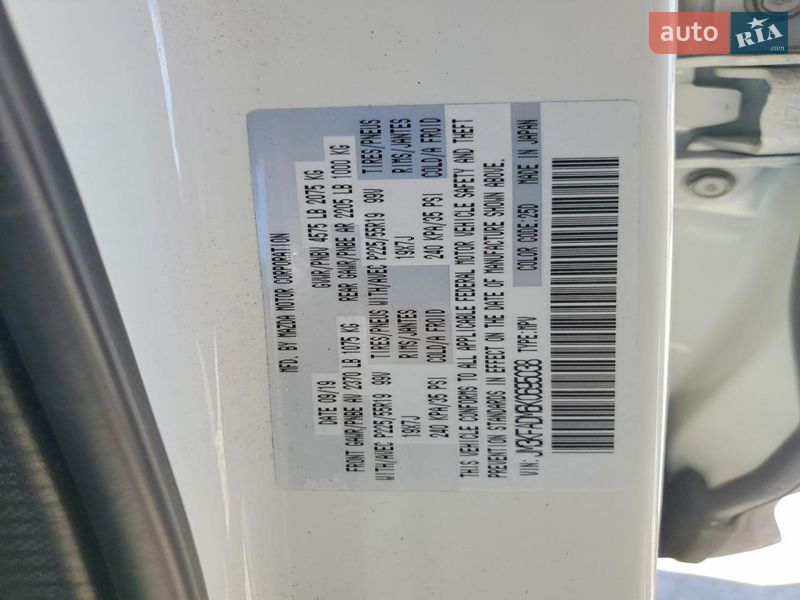 auto RIA .com
MFD. BY MAZDA MOTOR CORPORATION
DATE 09/19 GVWR/PNBV 4575 LB 2075 KG
FRONT GAWR/PNBE AV 2370 LB 1075 KG REAR GAWR/PNBE AR 2205 LB 1000 KG
TIRES/PNEUS TIRES/PNEUS
WITH/AVEC P225/55R19 99V WITH/AVEC P225/55R19 99V
RIMS/JANTES RIMS/JANTES
19X7J 19X7J
COLD/A FROID COLD/A FROID
240 KPA/35 PSI 240 KPA/35 PSI
THIS VEHICLE CONFORMS TO ALL APPLICABLE FEDERAL MOTOR VEHICLE SAFETY AND THEFT
PREVENTION STANDARDS IN EFFECT ON THE DATE OF MANUFACTURE SHOWN ABOVE.
VIN: JM3KFADM6K0695038 TYPE:MPV COLOR CODE:25D MADE IN JAPAN